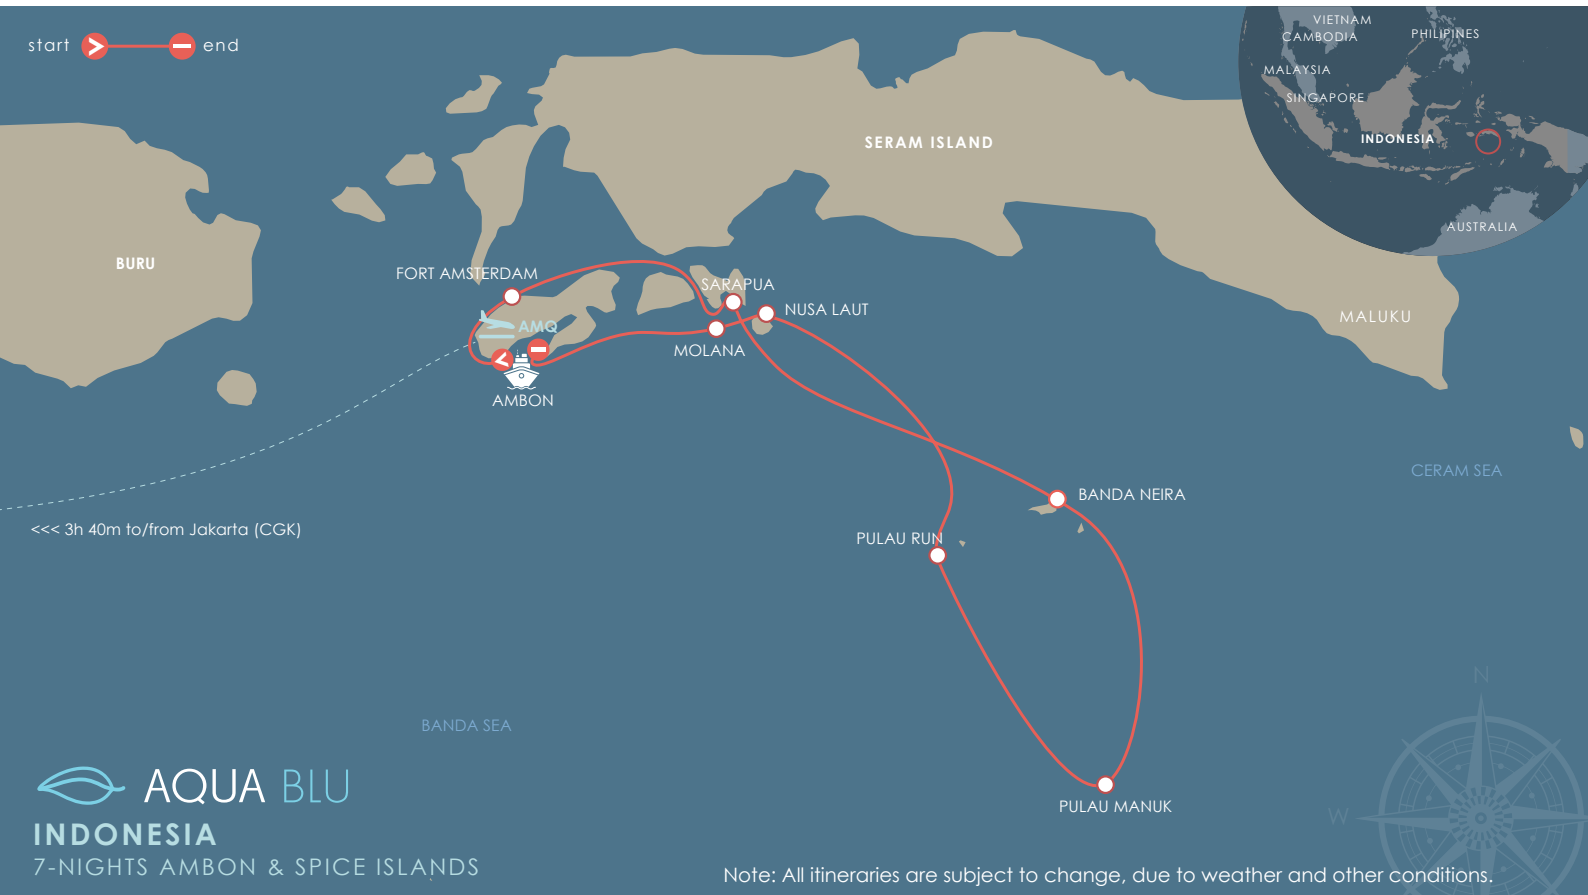 start
end
VIETNAM
CAMBODIA
PHILIPINES
MALAYSIA
SINGAPORE
INDONESIA
AUSTRALIA
SERAM ISLAND
BURU
FORT AMSTERDAM
SARAPUA
NUSA LAUT
MALUKU
AMQ
MOLANA
AMBON
CERAM SEA
BANDA NEIRA
<<< 3h 40m to/from Jakarta (CGK)
PULAU RUN
N
BANDA SEA
AQUA BLU
PULAU MANUK
W
INDONESIA
7-NIGHTS AMBON & SPICE ISLANDS
Note: All itineraries are subject to change, due to weather and other conditions.